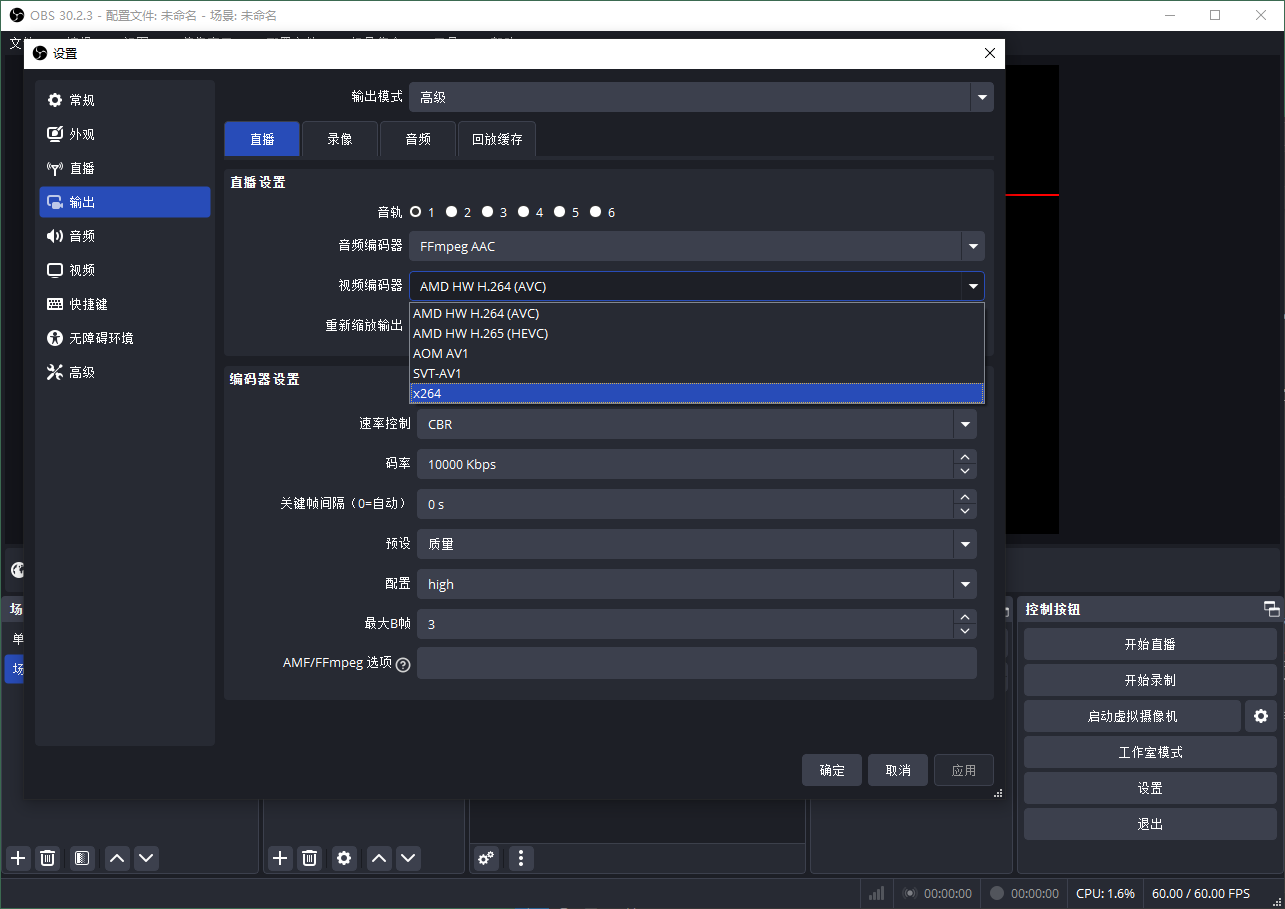 OBS 30.2.3 - 配置文件: 未命名 - 场景: 未命名
设置
常规
外观
直播
输出
音频
视频
快捷键
无障碍环境
高级
输出模式 高级
直播 录像 音频 回放缓存
直播设置
音轨 1 2 3 4 5 6
音频编码器 FFmpeg AAC
视频编码器 AMD HW H.264 (AVC)
重新缩放输出
AMD HW H.264 (AVC)
AMD HW H.265 (HEVC)
AOM AV1
SVT-AV1
x264
编码器设置
速率控制 CBR
码率 10000 Kbps
关键帧间隔（0=自动） 0 s
预设 质量
配置 high
最大B帧 3
AMF/FFmpeg 选项
确定 取消 应用
场
单
场
控制按钮
开始直播
开始录制
启动虚拟摄像机
工作室模式
设置
退出
00:00:00 00:00:00 CPU: 1.6% 60.00 / 60.00 FPS